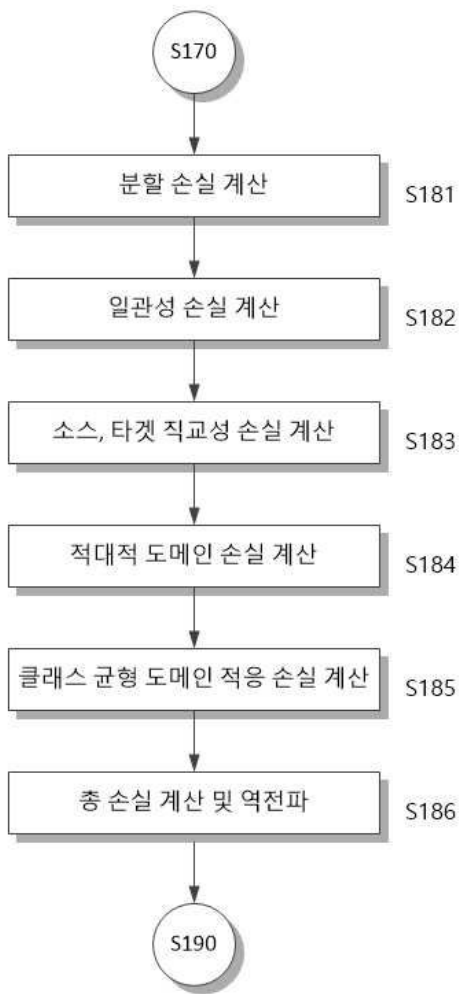 S170
분할 손실 계산
S181
일관성 손실 계산
S182
소스, 타겟 직교성 손실 계산
S183
적대적 도메인 손실 계산
S184
클래스 균형 도메인 적응 손실 계산
S185
총 손실 계산 및 역전파
S186
S190